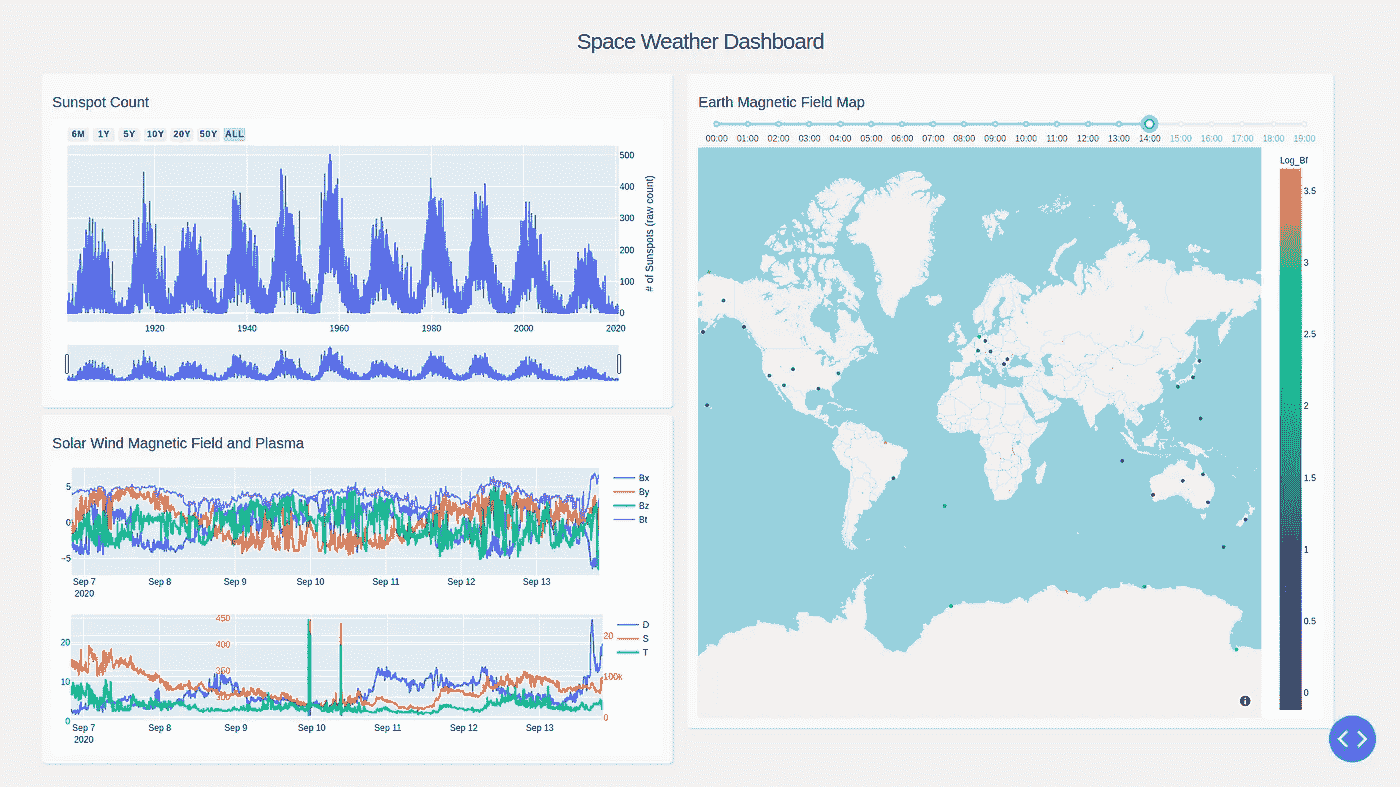 Space Weather Dashboard
Sunspot Count
6M 1Y 5Y 10Y 20Y 50Y ALL
500
400
300
200
100
0
# of Sunspots (raw count)
1920 1940 1960 1980 2000 2020
Solar Wind Magnetic Field and Plasma
5
0
−5
Bx
By
Bz
Bt
Sep 7 Sep 8 Sep 9 Sep 10 Sep 11 Sep 12 Sep 13
2020
450
400
350
300
20
10
0
20
100k
0
D
S
T
Sep 7 Sep 8 Sep 9 Sep 10 Sep 11 Sep 12 Sep 13
2020
Earth Magnetic Field Map
00:00 01:00 02:00 03:00 04:00 05:00 06:00 07:00 08:00 09:00 10:00 11:00 12:00 13:00 14:00 15:00 16:00 17:00 18:00 19:00
Log_Bf
3.5
3
2.5
2
1.5
1
0.5
0